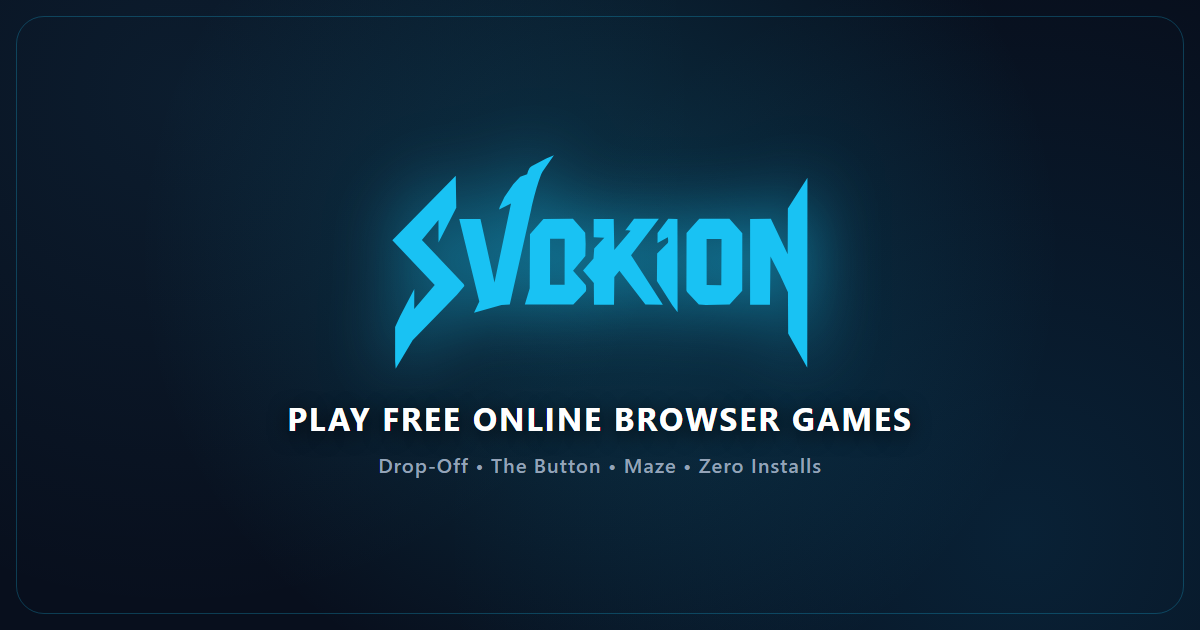 SVOKION
PLAY FREE ONLINE BROWSER GAMES
Drop-Off • The Button • Maze • Zero Installs